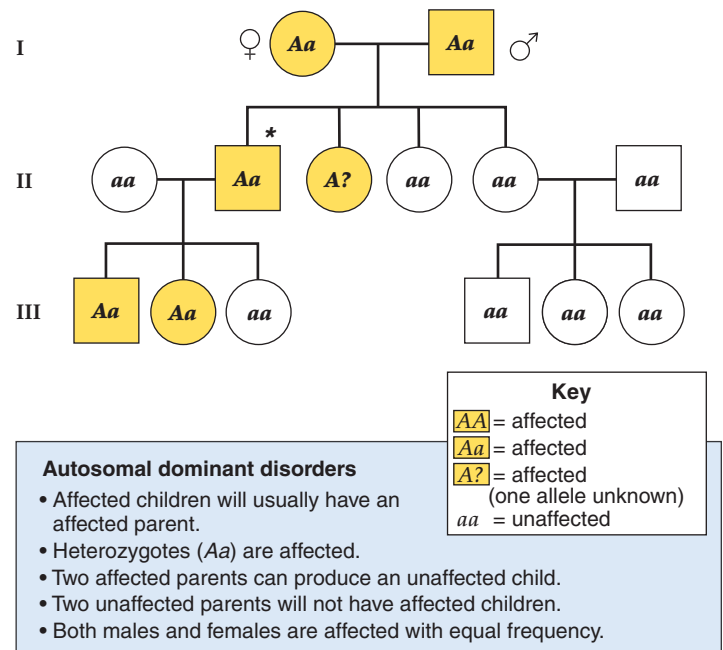 I
♀ Aa Aa ♂
*
II
aa Aa A? aa aa aa
III
Aa Aa aa aa aa aa
Key
AA = affected
Aa = affected
A? = affected
(one allele unknown)
aa = unaffected
Autosomal dominant disorders
• Affected children will usually have an
affected parent.
• Heterozygotes (Aa) are affected.
• Two affected parents can produce an unaffected child.
• Two unaffected parents will not have affected children.
• Both males and females are affected with equal frequency.